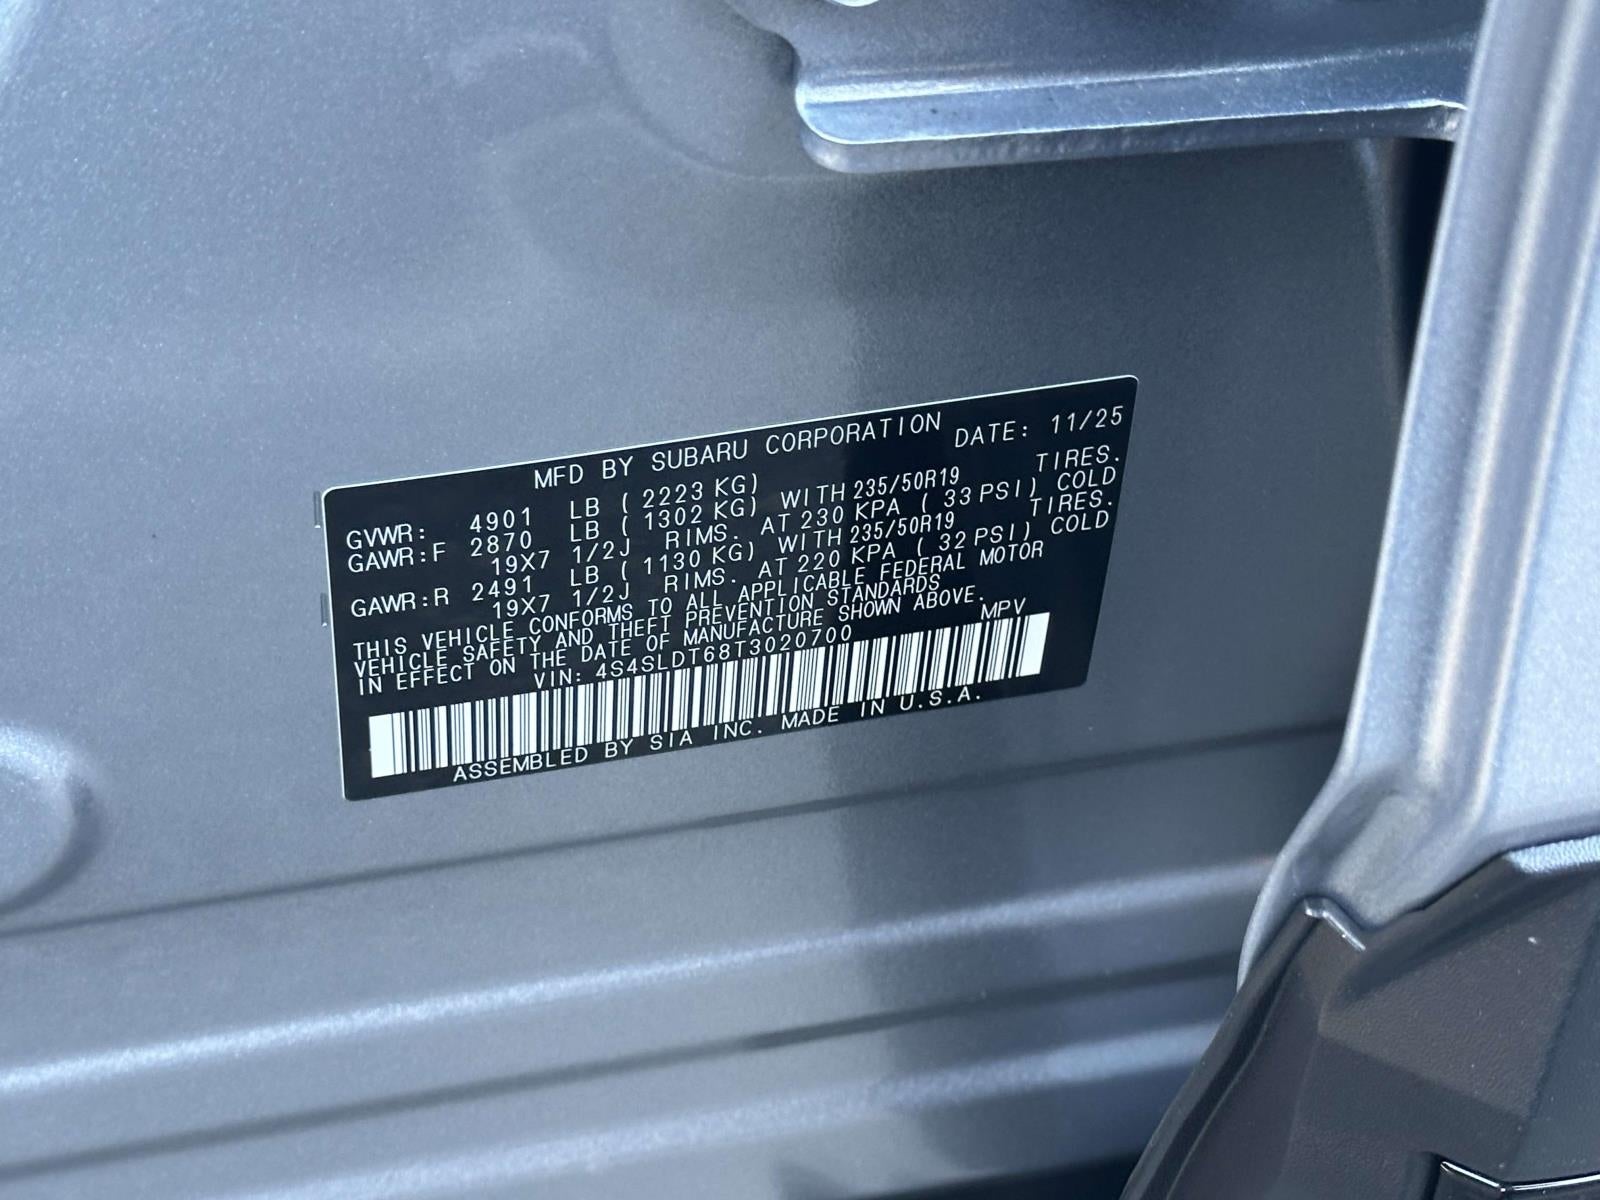 MFD BY SUBARU CORPORATION DATE: 11/25
GVWR: 4901 LB ( 2223 KG)
GAWR:F 2870 LB ( 1302 KG) WITH 235/50R19 TIRES.
19X7 1/2J RIMS. AT 230 KPA ( 33 PSI) COLD
GAWR:R 2491 LB ( 1130 KG) WITH 235/50R19 TIRES.
19X7 1/2J RIMS. AT 220 KPA ( 32 PSI) COLD
THIS VEHICLE CONFORMS TO ALL APPLICABLE FEDERAL MOTOR
VEHICLE SAFETY AND THEFT PREVENTION STANDARDS
IN EFFECT ON THE DATE OF MANUFACTURE SHOWN ABOVE.
VIN: 4S4SLDT68T3020700 MPV
ASSEMBLED BY SIA INC. MADE IN U.S.A.